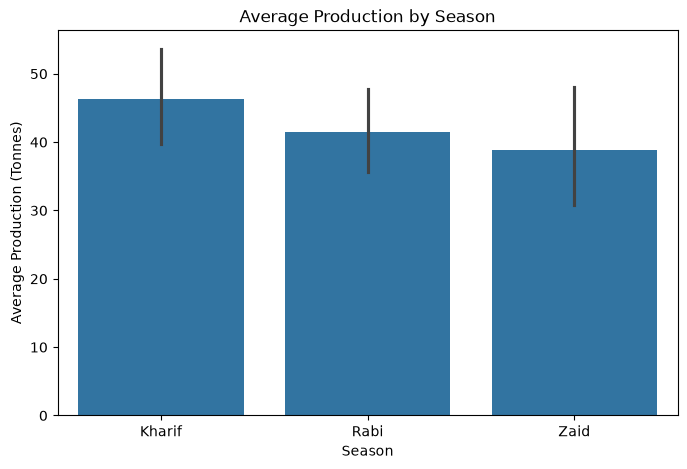 Average Production by Season
Average Production (Tonnes)
50
40
30
20
10
0
Kharif
Rabi
Zaid
Season